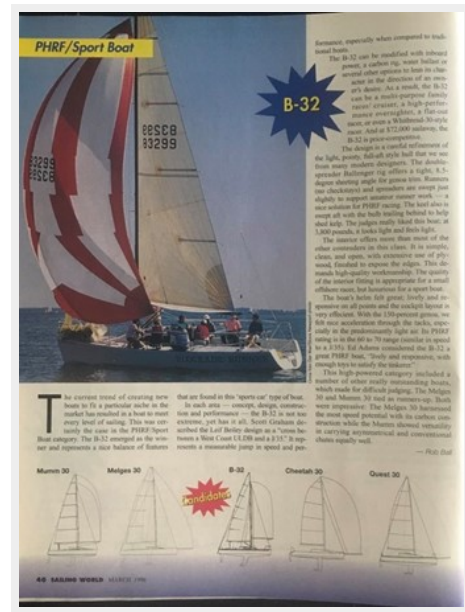 PHRF/Sport Boat
B-32
83299
83299
The current trend of creating new
boats to fit a particular niche in the
market has resulted in a boat to meet
every level of sailing. This was cer-
tainly the case in the PHRF/Sport
Boat category. The B-32 emerged as the win-
ner and represents a nice balance of features
that are found in this "sports car" type of boat.
In each area — concept, design, construc-
tion and performance — the B-32 is not too
extreme, yet has it all. Scott Graham de-
scribed the Leif Beiley design as a "cross be-
tween a West Coast ULDB and a J/35." It rep-
resents a measurable jump in speed and per-
formance, especially when compared to tradi-
tional boats.
The B-32 can be modified with inboard
power, a carbon rig, water ballast or
several other options to lean its char-
acter in the direction of an own-
er's desire. As a result, the B-32
can be a multi-purpose family
racer/ cruiser, a high-perfor-
mance overnighter, a flat-out
racer, or even a Whitbread-30-style
racer. And at $72,000 sailaway, the
B-32 is price-competitive.
The design is a careful refinement of
the light, pointy, full-aft style hull that we see
from many modern designers. The double-
spreader Ballenger rig offers a tight, 8.5-
degree sheeting angle for genoa trim. Runners
(no checkstays) and spreaders are swept just
slightly to support amateur runner work — a
nice solution for PHRF racing. The keel also is
swept aft with the bulb trailing behind to help
shed kelp. The judges really liked this boat; at
3,800 pounds, it looks light and feels light.
The interior offers more than most of the
other contenders in this class. It is simple,
clean, and open, with extensive use of ply-
wood, finished to expose the edges. This de-
mands high-quality workmanship. The quality
of the interior fitting is appropriate for a small
offshore racer, but luxurious for a sport boat.
The boat's helm felt great; lively and re-
sponsive on all points and the cockpit layout is
very efficient. With the 150-percent genoa, we
felt nice acceleration through the tacks, espe-
cially in the predominantly light air. Its PHRF
rating is in the 60 to 70 range (similar in speed
to a J/35). Ed Adams considered the B-32 a
great PHRF boat, "lively and responsive, with
enough toys to satisfy the tinkerer."
This high-powered category included a
number of other really outstanding boats,
which made for difficult judging. The Melges
30 and Mumm 30 tied as runners-up. Both
were impressive. The Melges 30 harnessed
the most speed potential with its carbon con-
struction while the Mumm showed versatility
in carrying asymmetrical and conventional
chutes equally well.
— Rob Ball
Mumm 30
Melges 30
Candidates
B-32
Cheetah 30
Quest 30
40 SAILING WORLD MARCH 1996